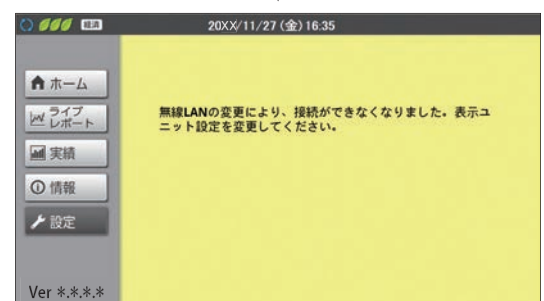 経済 20XX/11/27 (金) 16:35
ホーム
ライブ
レポート
実績
情報
設定
Ver *.*.*.*
無線LANの変更により、接続ができなくなりました。表示ユ
ニット設定を変更してください。